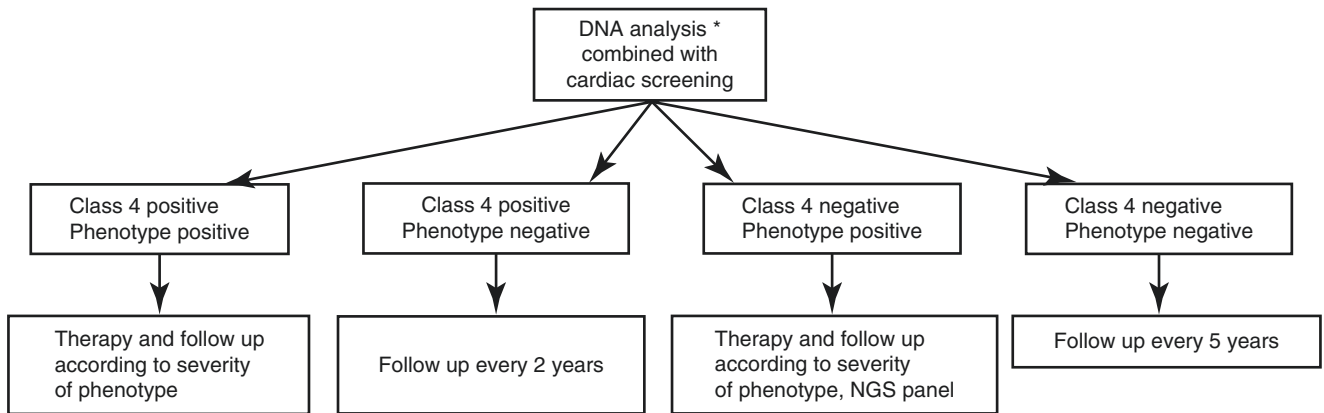 DNA analysis *
combined with
cardiac screening
Class 4 positive
Phenotype positive
Class 4 positive
Phenotype negative
Class 4 negative
Phenotype positive
Class 4 negative
Phenotype negative
Therapy and follow up
according to severity
of phenotype
Follow up every 2 years
Therapy and follow up
according to severity
of phenotype, NGS panel
Follow up every 5 years